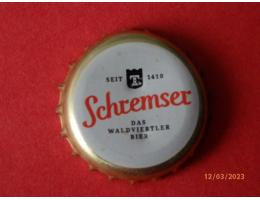 SEIT 1410
Schremser
DAS
WALDVIERTLER
BIER
12/03/2023